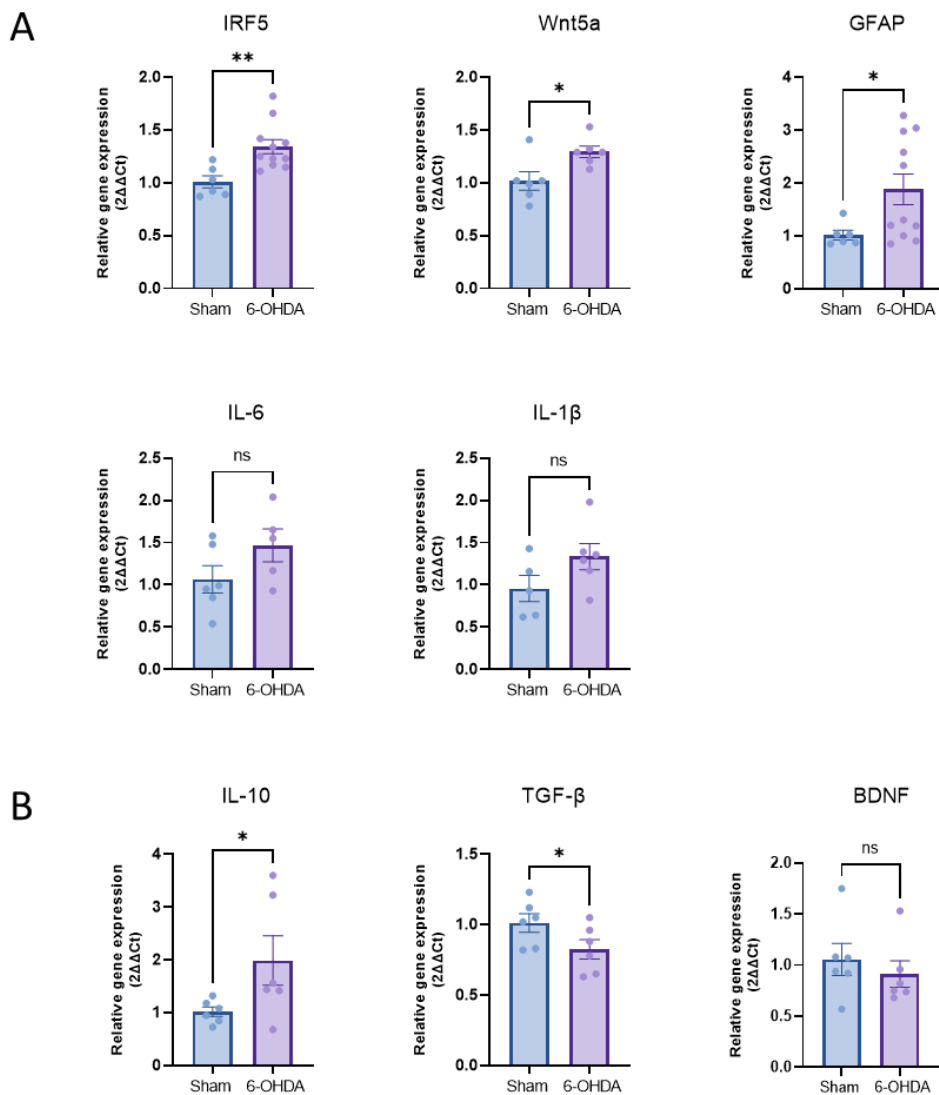 A
IRF5
**
Relative gene expression
(2ΔΔCt)
2.0
1.5
1.0
0.5
0.0
Sham 6-OHDA
Wnt5a
*
Relative gene expression
(2ΔΔCt)
2.0
1.5
1.0
0.5
0.0
Sham 6-OHDA
GFAP
*
Relative gene expression
(2ΔΔCt)
4
3
2
1
0
Sham 6-OHDA
IL-6
ns
Relative gene expression
(2ΔΔCt)
2.5
2.0
1.5
1.0
0.5
0.0
Sham 6-OHDA
IL-1β
ns
Relative gene expression
(2ΔΔCt)
2.5
2.0
1.5
1.0
0.5
0.0
Sham 6-OHDA
B
IL-10
*
Relative gene expression
(2ΔΔCt)
4
3
2
1
0
Sham 6-OHDA
TGF-β
*
Relative gene expression
(2ΔΔCt)
1.5
1.0
0.5
0.0
Sham 6-OHDA
BDNF
ns
Relative gene expression
(2ΔΔCt)
2.0
1.5
1.0
0.5
0.0
Sham 6-OHDA